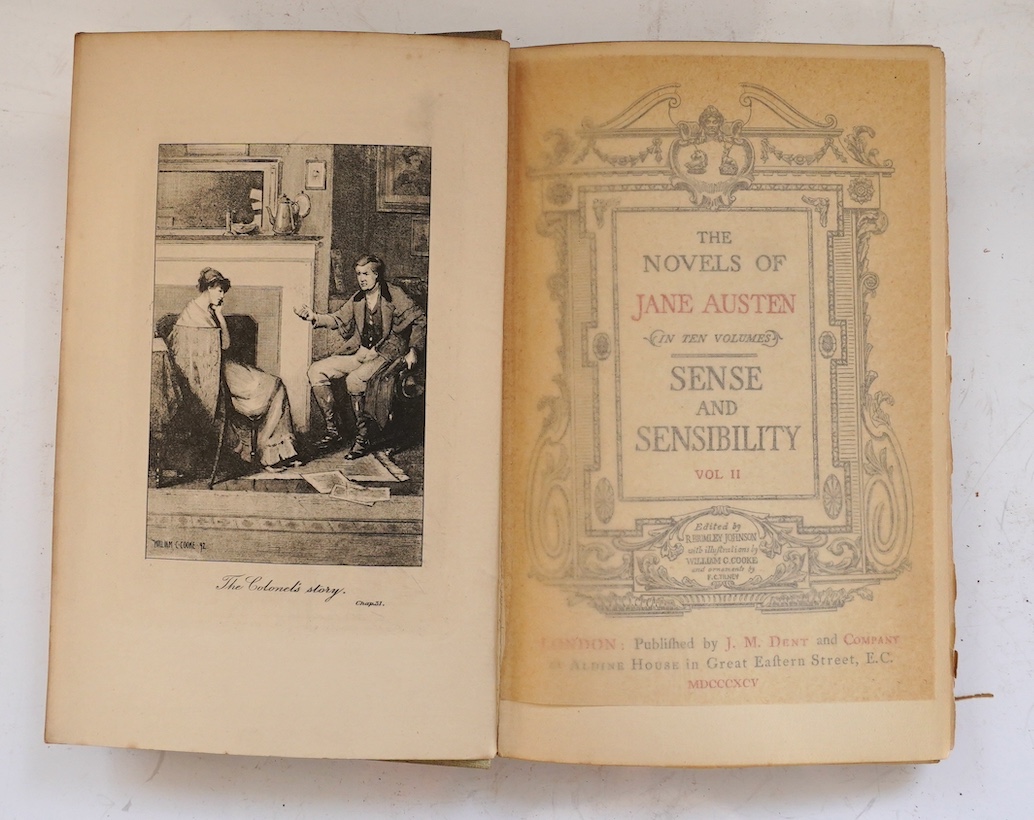 WILLIAM C. COOKE 92
The Colonel's story.
Chap. 31.
THE
NOVELS OF
JANE AUSTEN
IN TEN VOLUMES
SENSE
AND
SENSIBILITY
VOL II
Edited by
R. BRIMLEY JOHNSON
with illustrations by
WILLIAM C. COOKE
and ornaments by
F. C. TILNEY
LONDON: Publiſhed by J. M. DENT and COMPANY
ALDINE HOUSE in Great Eaſtern Street, E.C.
MDCCCXCV